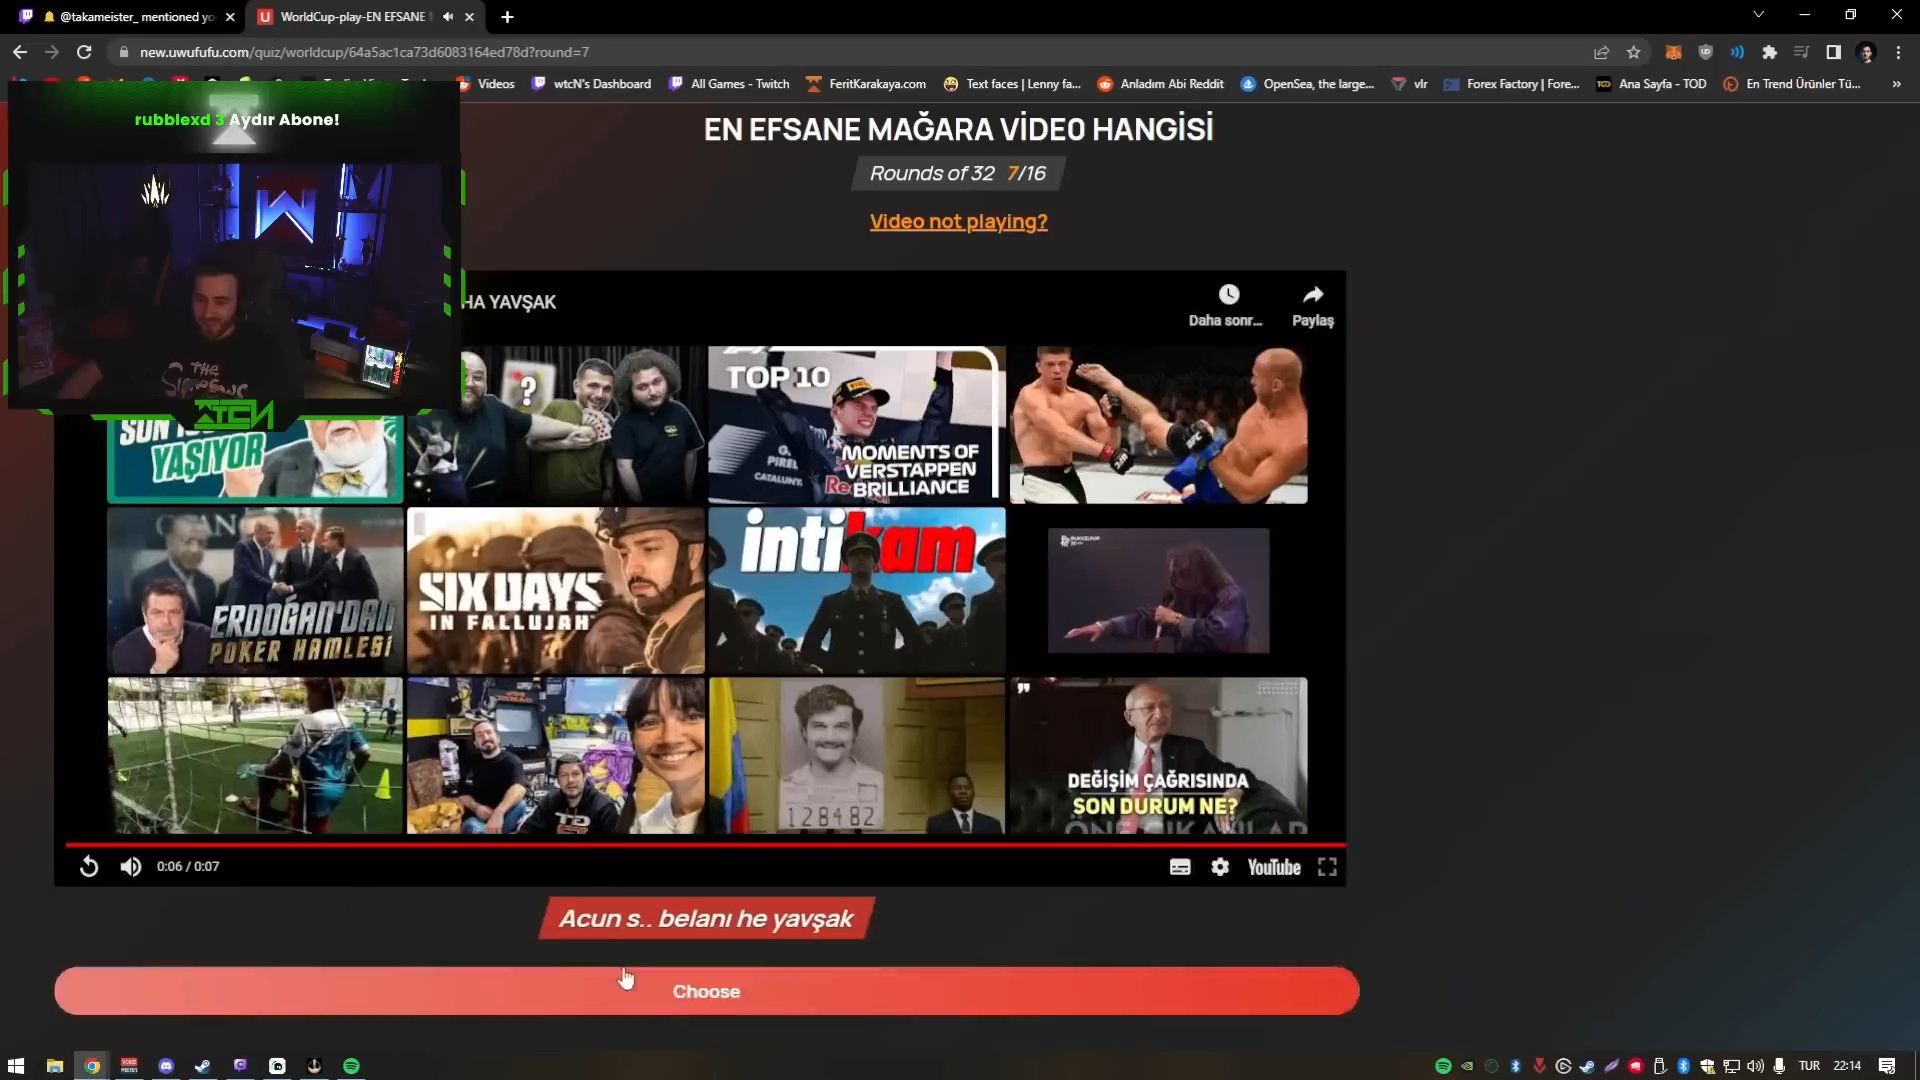 @takameister_ mentioned yo
WorldCup-play-EN EFSANE
new.uwufufu.com/quiz/worldcup/64a5ac1ca73d6083164ed78d?round=7
Videos
wtcN's Dashboard
All Games - Twitch
FeritKarakaya.com
Text faces | Lenny fa...
Anladım Abi Reddit
OpenSea, the large...
vlr
Forex Factory | Fore...
Ana Sayfa - TOD
En Trend Ürünler Tü...
rubblexd 3 Aydır Abone!
EN EFSANE MAĞARA VİDEO HANGİSİ
Rounds of 32 7/16
Video not playing?
HA YAVŞAK
Daha sonr...
Paylaş
THE
WTCN
YAŞIYOR
?
TOP 10
PIREL
CATALUNY
MOMENTS OF
VERSTAPPEN
BRILLIANCE
ERDOĞAN'DAN
POKER HAMLESİ
SIX DAYS
IN FALLUJAH
intikam
128482
DEĞİŞİM ÇAĞRISINDA
SON DURUM NE?
0:06 / 0:07
YouTube
Acun s.. belanı he yavşak
Choose
TUR
22:14